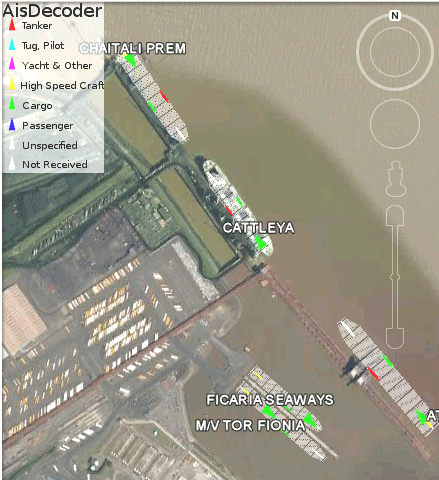 AisDecoder
Tanker
Tug, Pilot
Yacht & Other
High Speed Craft
Cargo
Passenger
Unspecified
Not Received
N
CHAITALI PREM
CATTLEYA
FICARIA SEAWAYS
M/V TOR FIONIA
AT